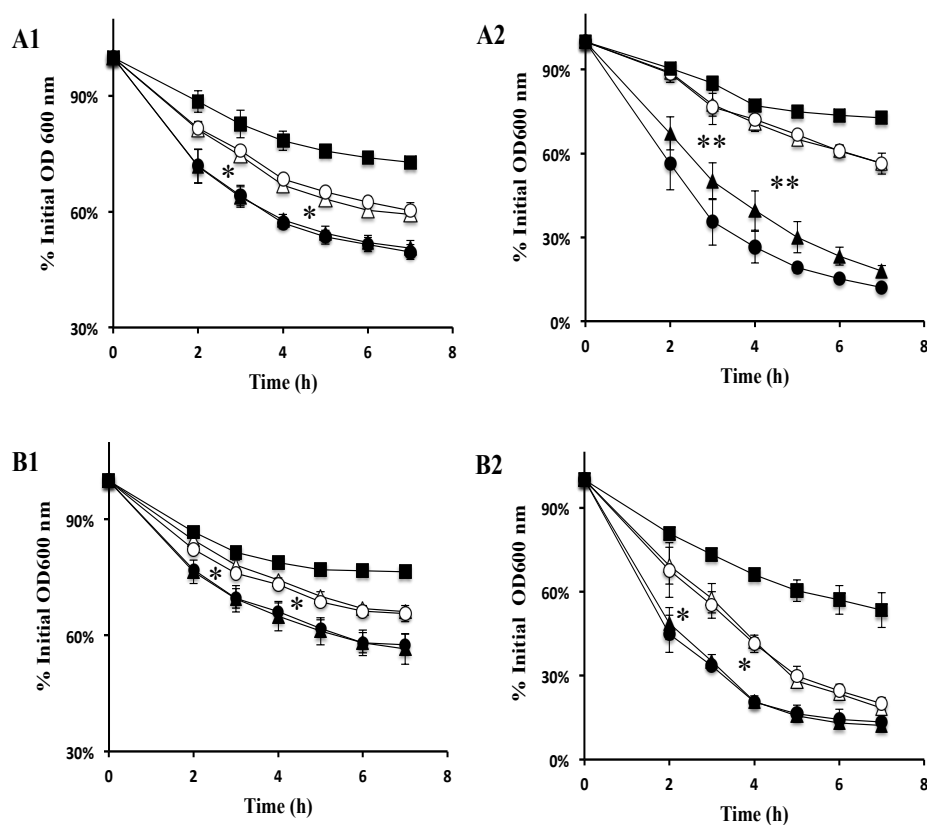 A1
% Initial OD 600 nm
90%
60%
30%
*
*
0 2 4 6 8
Time (h)
A2
% Initial OD600 nm
90%
60%
30%
0%
**
**
0 2 4 6 8
Time (h)
B1
% Initial OD600 nm
90%
60%
30%
*
*
0 2 4 6 8
Time (h)
B2
% Initial OD600 nm
90%
60%
30%
0%
*
*
0 2 4 6 8
Time (h)